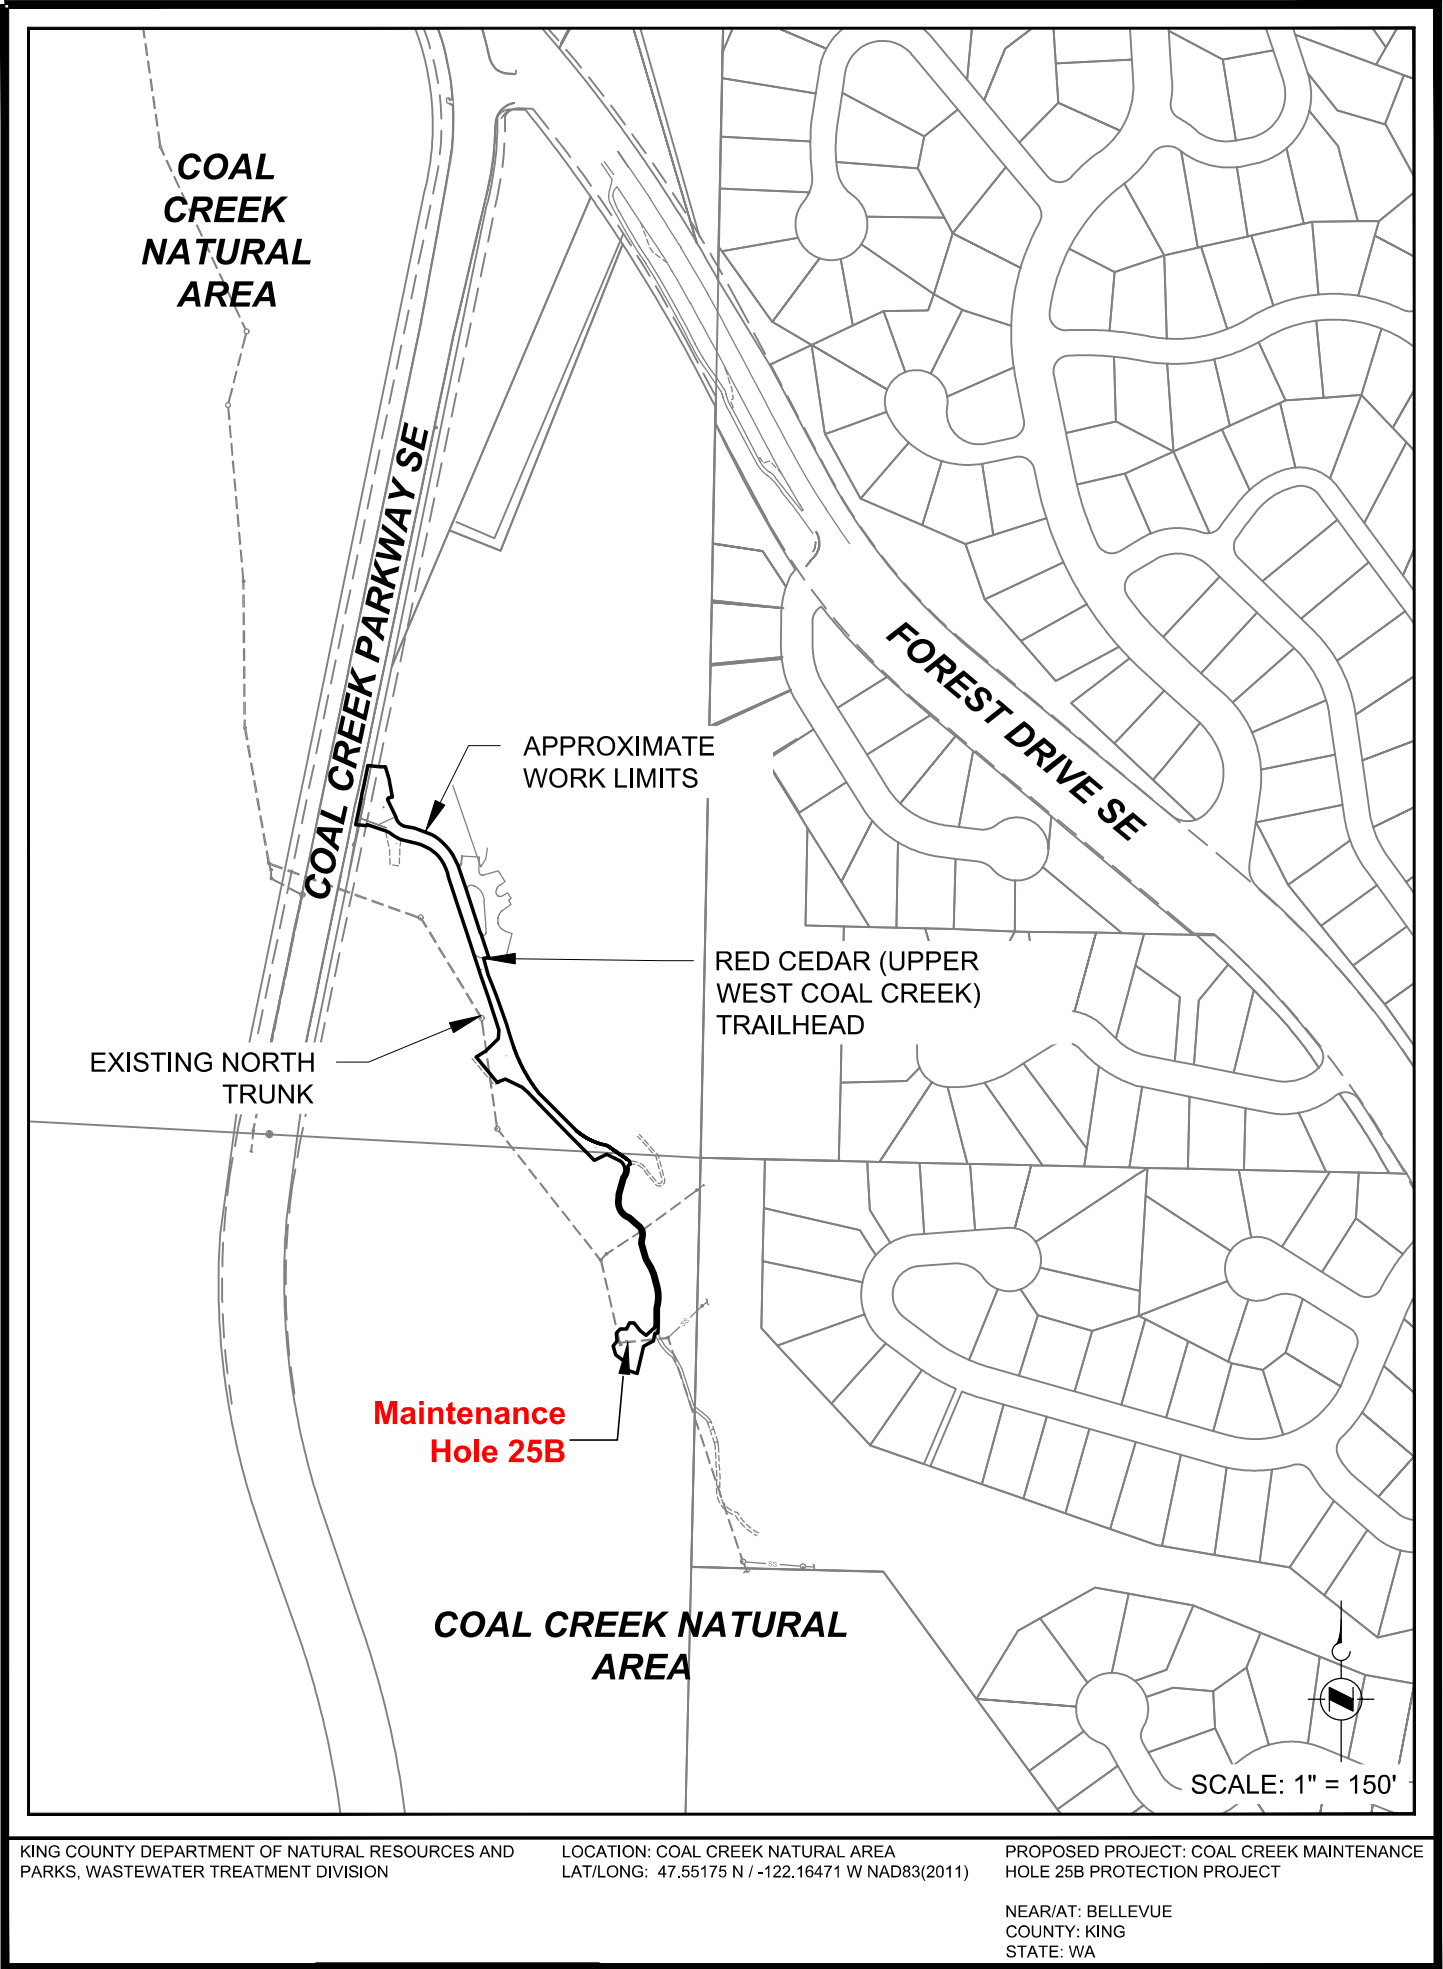 COAL
CREEK
NATURAL
AREA
COAL CREEK PARKWAY SE
FOREST DRIVE SE
APPROXIMATE
WORK LIMITS
RED CEDAR (UPPER
WEST COAL CREEK)
TRAILHEAD
EXISTING NORTH
TRUNK
SS
Maintenance
Hole 25B
SS
COAL CREEK NATURAL
AREA
SCALE: 1" = 150'
KING COUNTY DEPARTMENT OF NATURAL RESOURCES AND
PARKS, WASTEWATER TREATMENT DIVISION
LOCATION: COAL CREEK NATURAL AREA
LAT/LONG: 47.55175 N / -122.16471 W NAD83(2011)
PROPOSED PROJECT: COAL CREEK MAINTENANCE
HOLE 25B PROTECTION PROJECT
NEAR/AT: BELLEVUE
COUNTY: KING
STATE: WA